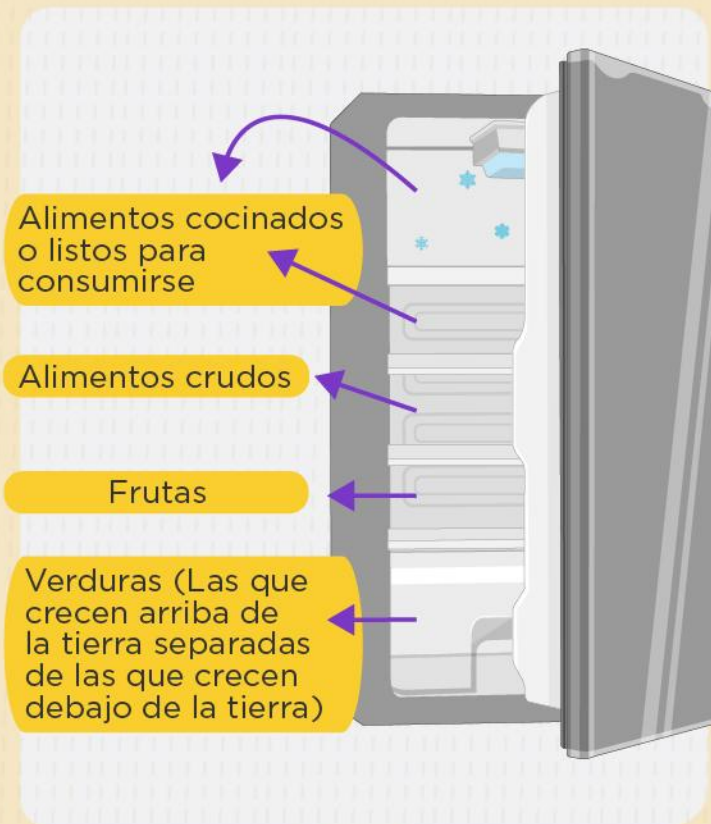 Alimentos cocinados
o listos para
consumirse
Alimentos crudos
Frutas
Verduras (Las que
crecen arriba de
la tierra separadas
de las que crecen
debajo de la tierra)